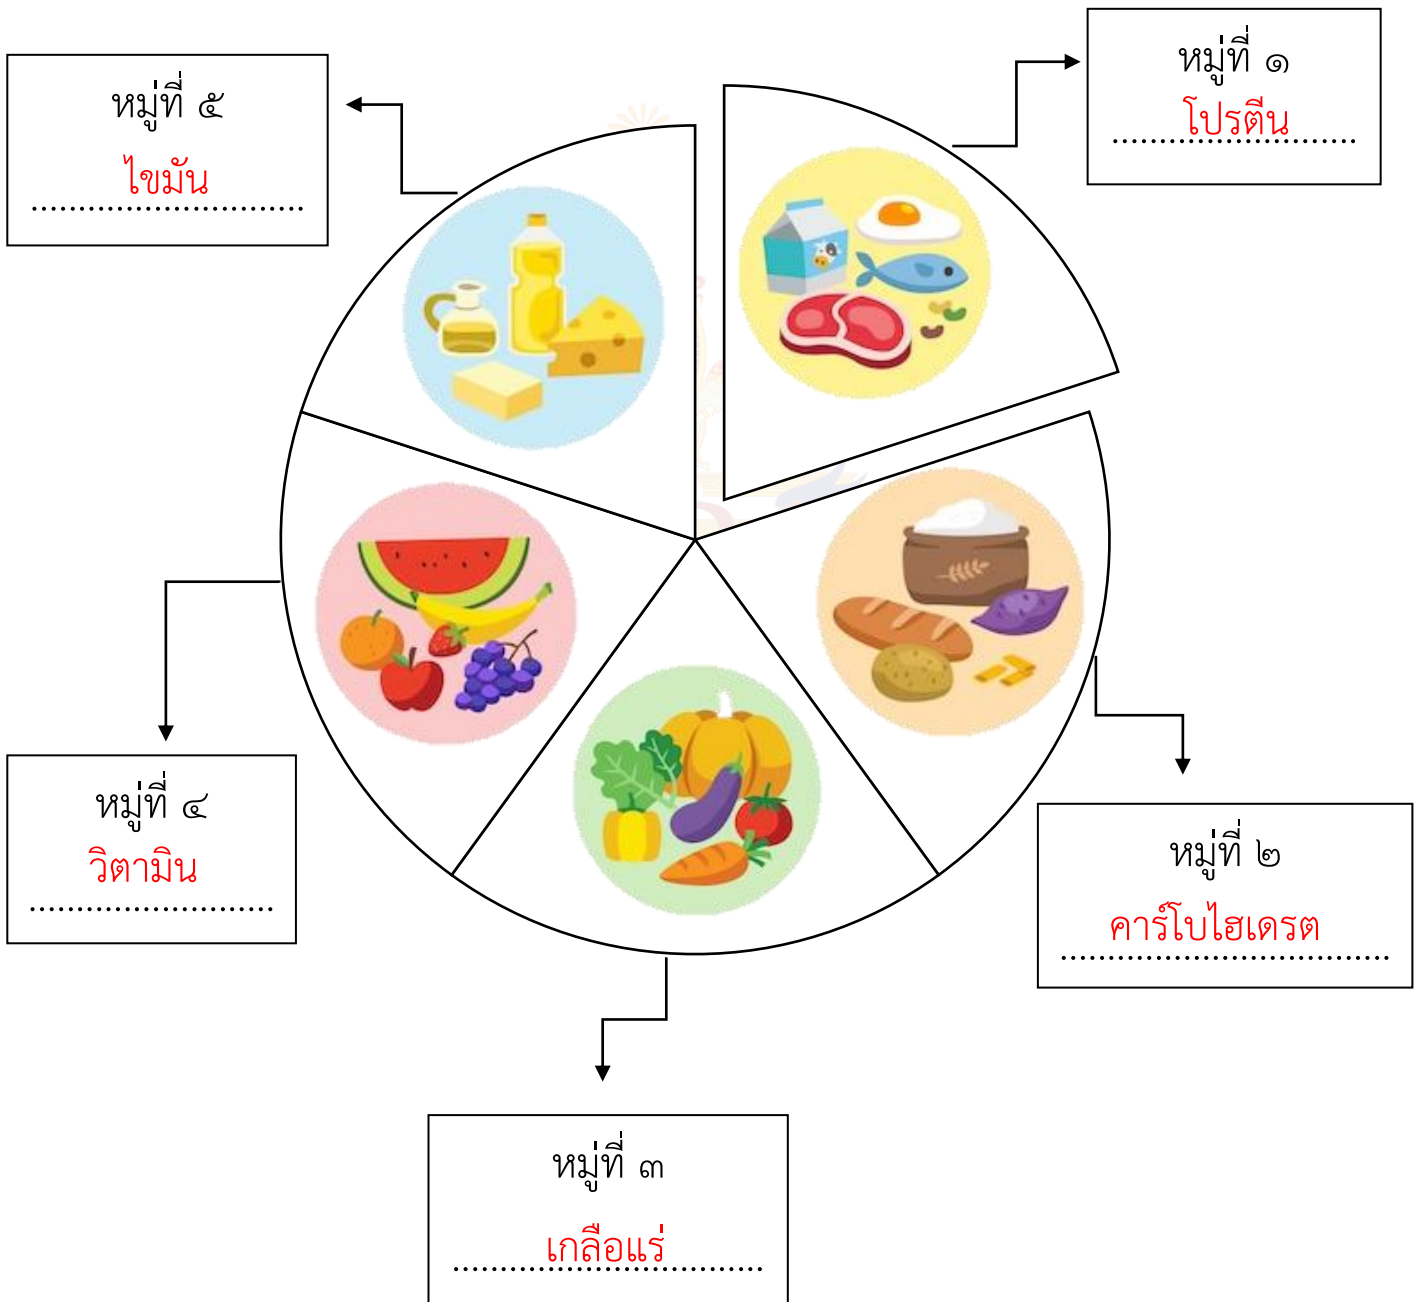 หมู่ที่ ๑
โปรตีน
หมู่ที่ ๕
ไขมัน
หมู่ที่ ๔
วิตามิน
หมู่ที่ ๒
คาร์โบไฮเดรต
หมู่ที่ ๓
เกลือแร่